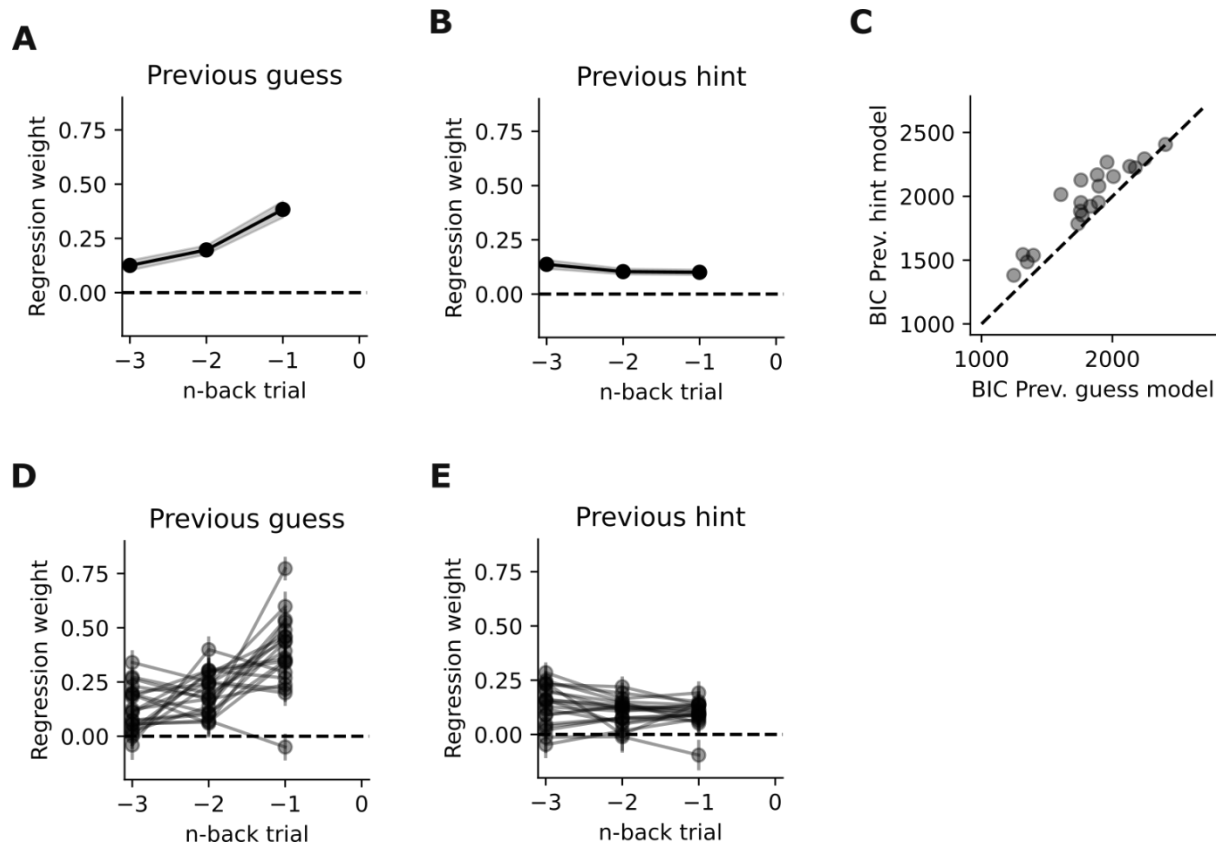 A
Previous guess
Regression weight
0.75
0.50
0.25
0.00
−3 −2 −1 0
n-back trial
B
Previous hint
Regression weight
0.75
0.50
0.25
0.00
−3 −2 −1 0
n-back trial
C
BIC Prev. hint model
2500
2000
1500
1000
1000 2000
BIC Prev. guess model
D
Previous guess
Regression weight
0.75
0.50
0.25
0.00
−3 −2 −1 0
n-back trial
E
Previous hint
Regression weight
0.75
0.50
0.25
0.00
−3 −2 −1 0
n-back trial